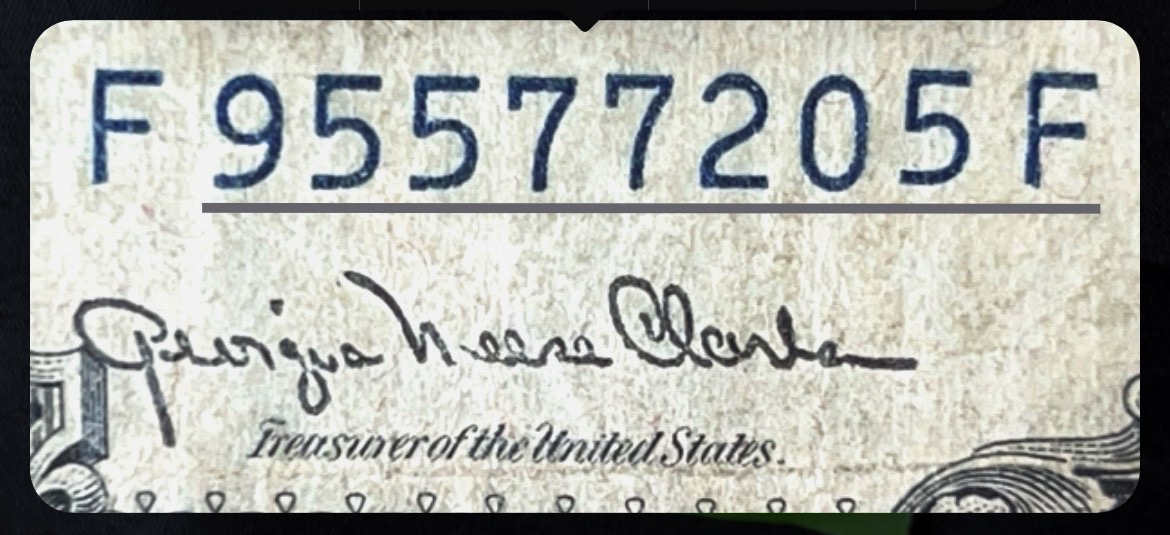 F 95577205 F
Georgia Neese Clark
Treasurer of the United States.